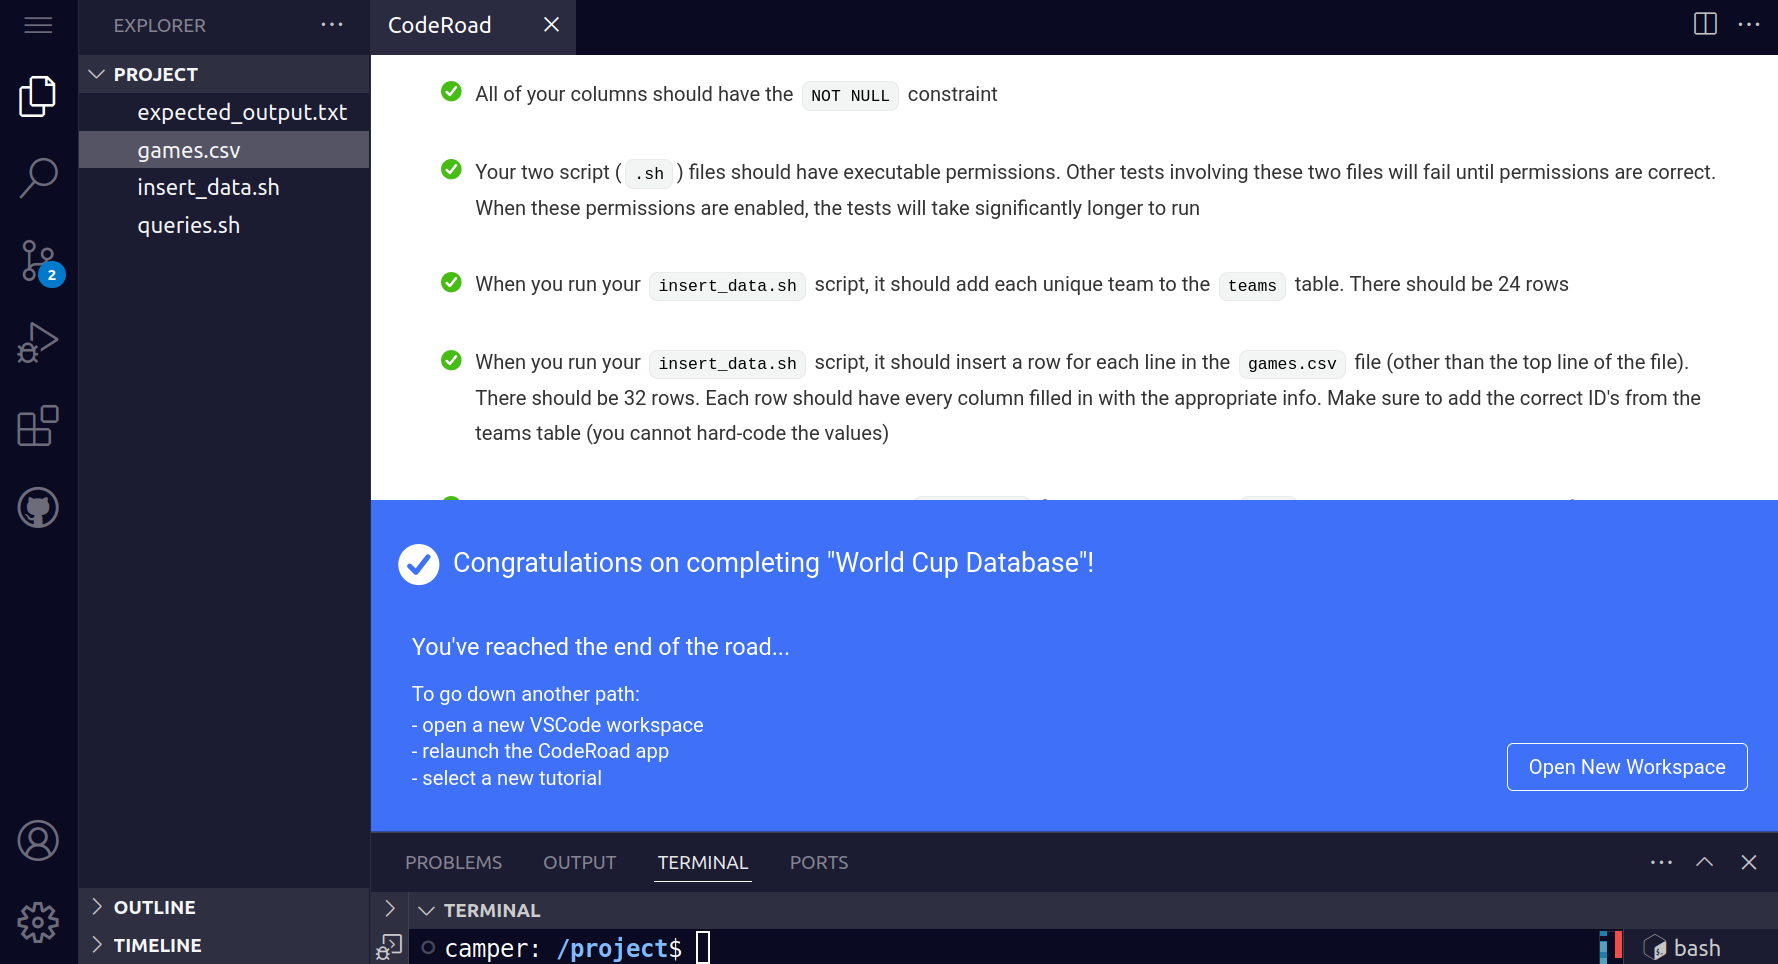 EXPLORER
PROJECT
expected_output.txt
games.csv
insert_data.sh
queries.sh
2
OUTLINE
TIMELINE
CodeRoad
All of your columns should have the NOT NULL constraint
Your two script ( .sh ) files should have executable permissions. Other tests involving these two files will fail until permissions are correct.
When these permissions are enabled, the tests will take significantly longer to run
When you run your insert_data.sh script, it should add each unique team to the teams table. There should be 24 rows
When you run your insert_data.sh script, it should insert a row for each line in the games.csv file (other than the top line of the file).
There should be 32 rows. Each row should have every column filled in with the appropriate info. Make sure to add the correct ID's from the
teams table (you cannot hard-code the values)
Congratulations on completing "World Cup Database"!
You've reached the end of the road...
To go down another path:
- open a new VSCode workspace
- relaunch the CodeRoad app
- select a new tutorial
Open New Workspace
PROBLEMS OUTPUT TERMINAL PORTS
TERMINAL
camper: /project$
bash